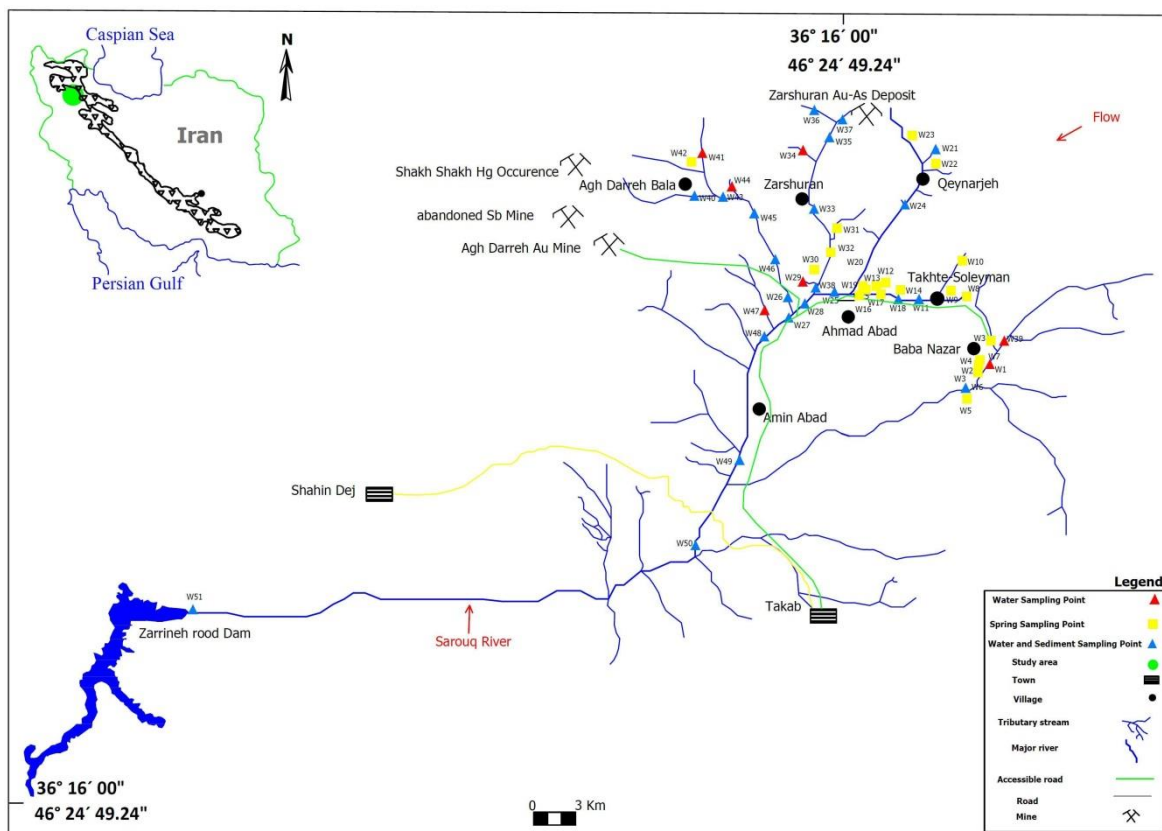 Caspian Sea
N
Iran
Persian Gulf
36° 16´ 00"
46° 24´ 49.24"
Zarshuran Au-As Deposit
Flow
W36
W37
W35
W23
W21
W22
W34
W42
W41
Shakh Shakh Hg Occurence
W44
Agh Darreh Bala
Zarshuran
Qeynarjeh
W40
W43
W33
W24
abandoned Sb Mine
W45
W31
Agh Darreh Au Mine
W32
W46
W30
W20
W10
W29
W12
W13
Takhte-Soleyman
W38
W19
W14
W8
W9
W26
W25
W28
W16
W17
W18
W11
W47
W27
Ahmad Abad
W48
W39
Baba Nazar
W4
W7
W2
W1
W3
W6
W5
Amin Abad
W49
Shahin Dej
W50
W51
Zarrineh rood Dam
Takab
Sarouq River
36° 16´ 00"
46° 24´ 49.24"
0
3 Km
Legend
Water Sampling Point
Spring Sampling Point
Water and Sediment Sampling Point
Study area
Town
Village
Tributary stream
Major river
Accessible road
Road
Mine